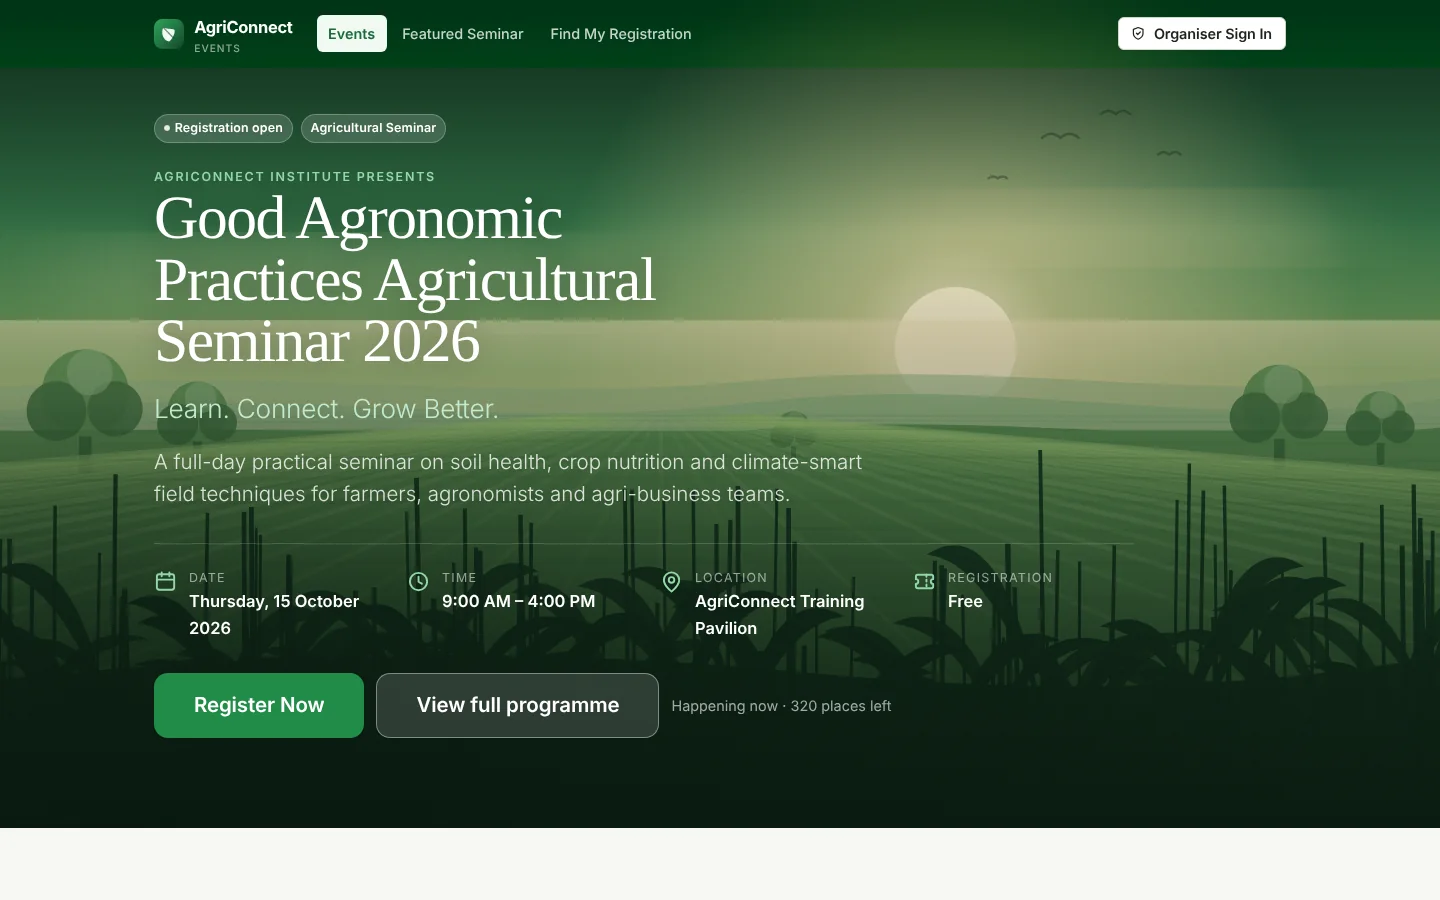 AgriConnect
EVENTS
Events
Featured Seminar
Find My Registration
Organiser Sign In
Registration open
Agricultural Seminar
AGRICONNECT INSTITUTE PRESENTS
Good Agronomic
Practices Agricultural
Seminar 2026
Learn. Connect. Grow Better.
A full-day practical seminar on soil health, crop nutrition and climate-smart
field techniques for farmers, agronomists and agri-business teams.
DATE
Thursday, 15 October
2026
TIME
9:00 AM – 4:00 PM
LOCATION
AgriConnect Training
Pavilion
REGISTRATION
Free
Register Now
View full programme
Happening now · 320 places left